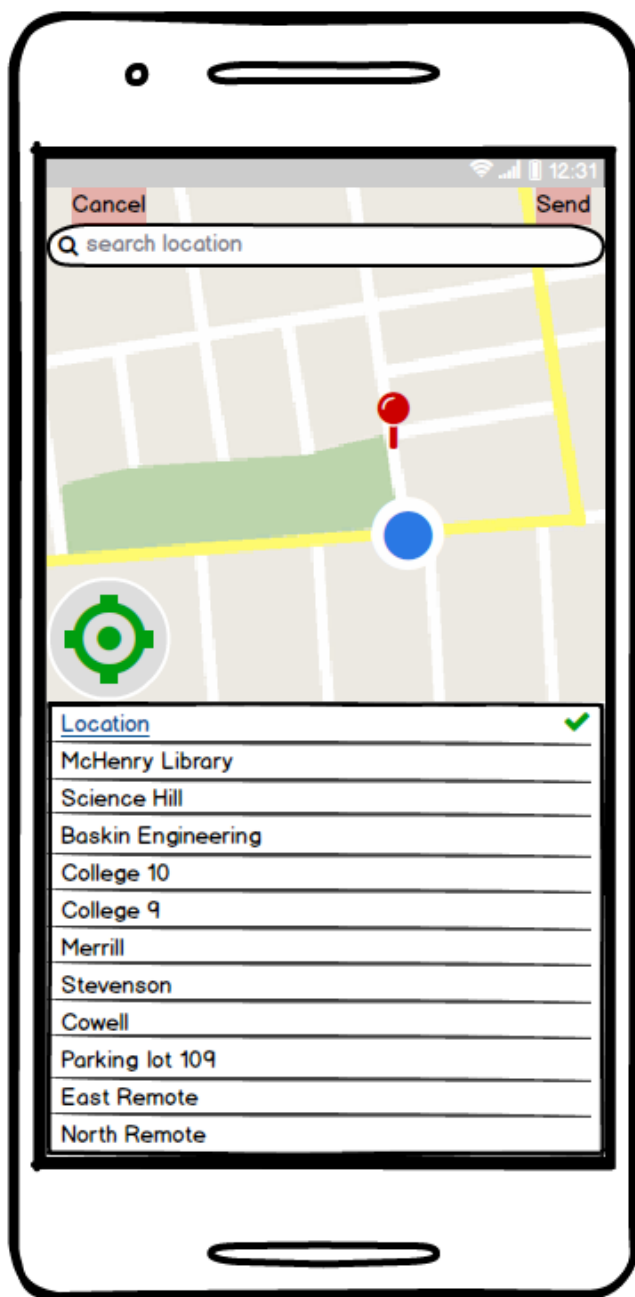 12:31
Cancel Send
search location
Location
McHenry Library
Science Hill
Baskin Engineering
College 10
College 9
Merrill
Stevenson
Cowell
Parking lot 109
East Remote
North Remote